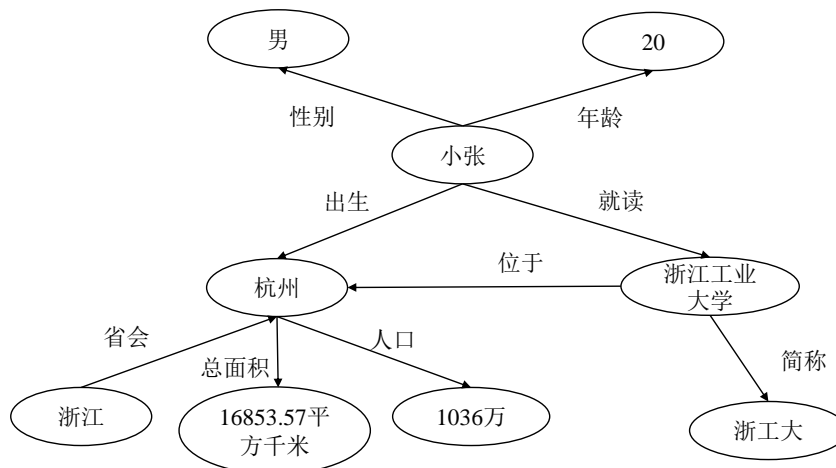 男
20
性别
年龄
小张
出生
就读
位于
杭州
浙江工业
大学
省会
人口
总面积
简称
浙江
16853.57平
方千米
1036万
浙工大